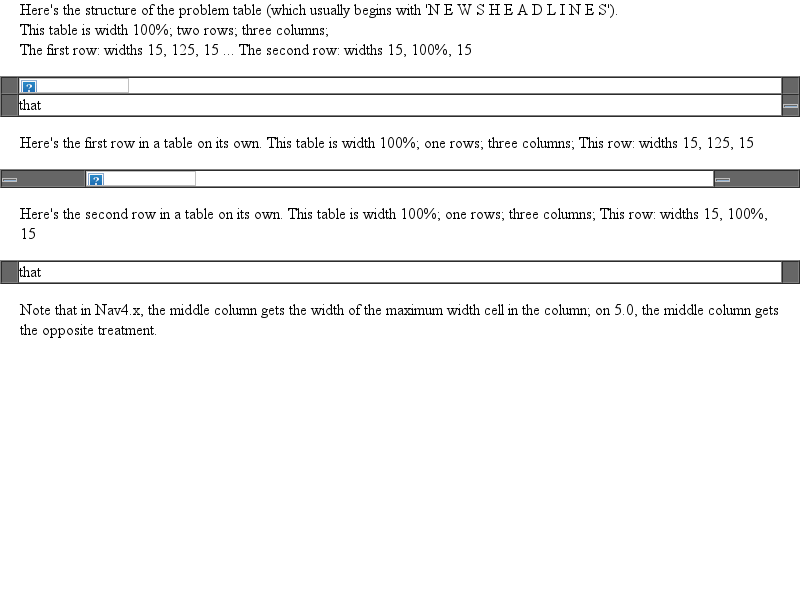 Here's the structure of the problem table (which usually begins with 'N E W S H E A D L I N E S').
This table is width 100%; two rows; three columns;
The first row: widths 15, 125, 15 ... The second row: widths 15, 100%, 15
that
Here's the first row in a table on its own. This table is width 100%; one rows; three columns; This row: widths 15, 125, 15
Here's the second row in a table on its own. This table is width 100%; one rows; three columns; This row: widths 15, 100%,
15
that
Note that in Nav4.x, the middle column gets the width of the maximum width cell in the column; on 5.0, the middle column gets
the opposite treatment.